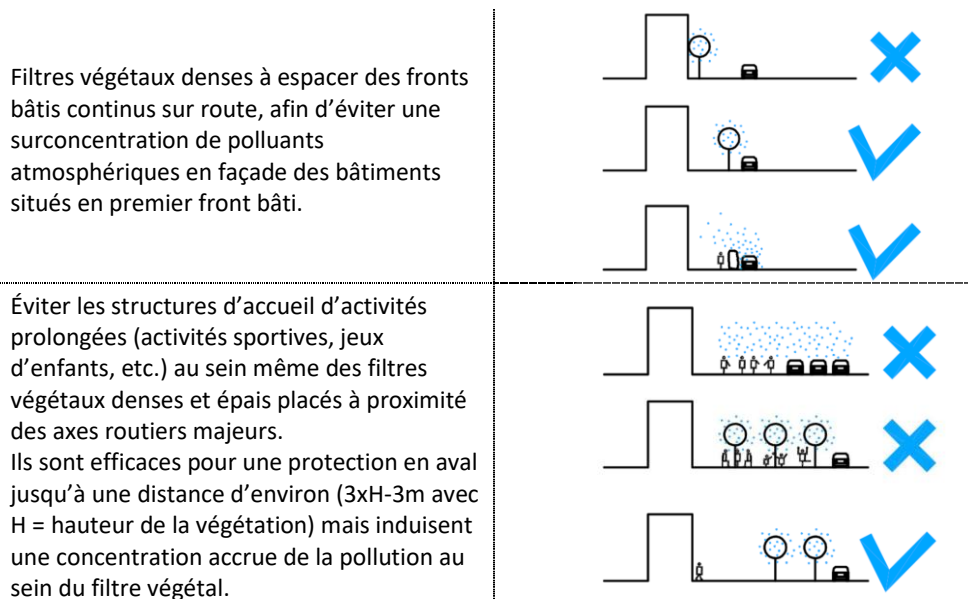 Filtres végétaux denses à espacer des fronts
bâtis continus sur route, afin d’éviter une
surconcentration de polluants
atmosphériques en façade des bâtiments
situés en premier front bâti.
Éviter les structures d’accueil d’activités
prolongées (activités sportives, jeux
d’enfants, etc.) au sein même des filtres
végétaux denses et épais placés à proximité
des axes routiers majeurs.
Ils sont efficaces pour une protection en aval
jusqu’à une distance d’environ (3xH-3m avec
H = hauteur de la végétation) mais induisent
une concentration accrue de la pollution au
sein du filtre végétal.